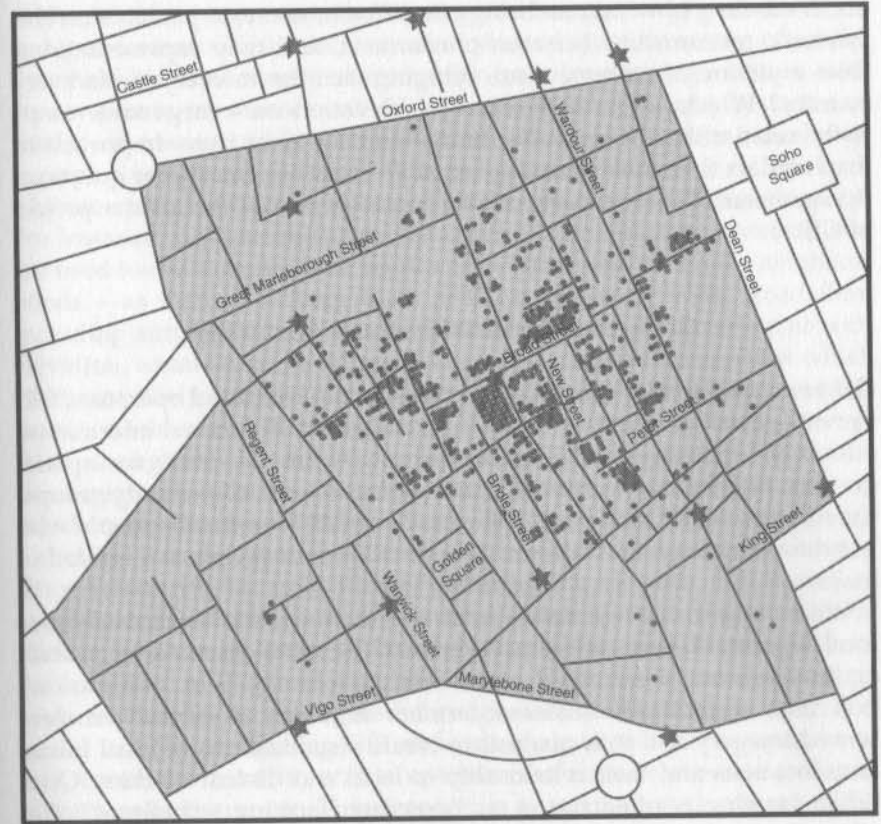 Castle Street
Oxford Street
Wardour Street
Soho
Square
Great Marleborough Street
Dean Street
Broad Street
New Street
Peter Street
Regent Street
Bridle Street
King Street
Golden
Square
Warwick Street
Marylebone Street
Vigo Street